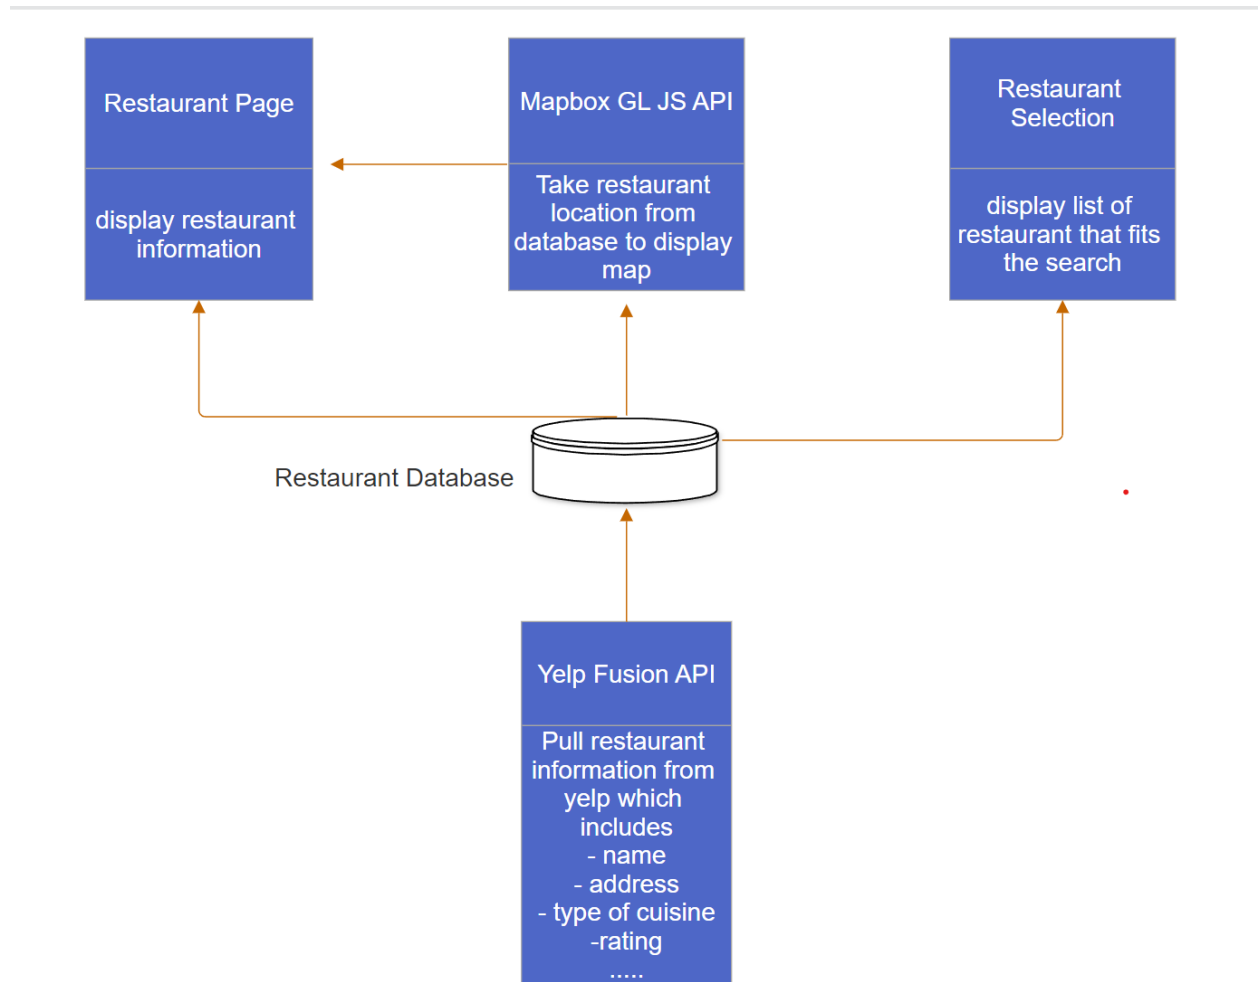 Restaurant Page
display restaurant
information
Mapbox GL JS API
Take restaurant
location from
database to display
map
Restaurant
Selection
display list of
restaurant that fits
the search
Restaurant Database
Yelp Fusion API
Pull restaurant
information from
yelp which
includes
- name
- address
- type of cuisine
-rating
.....